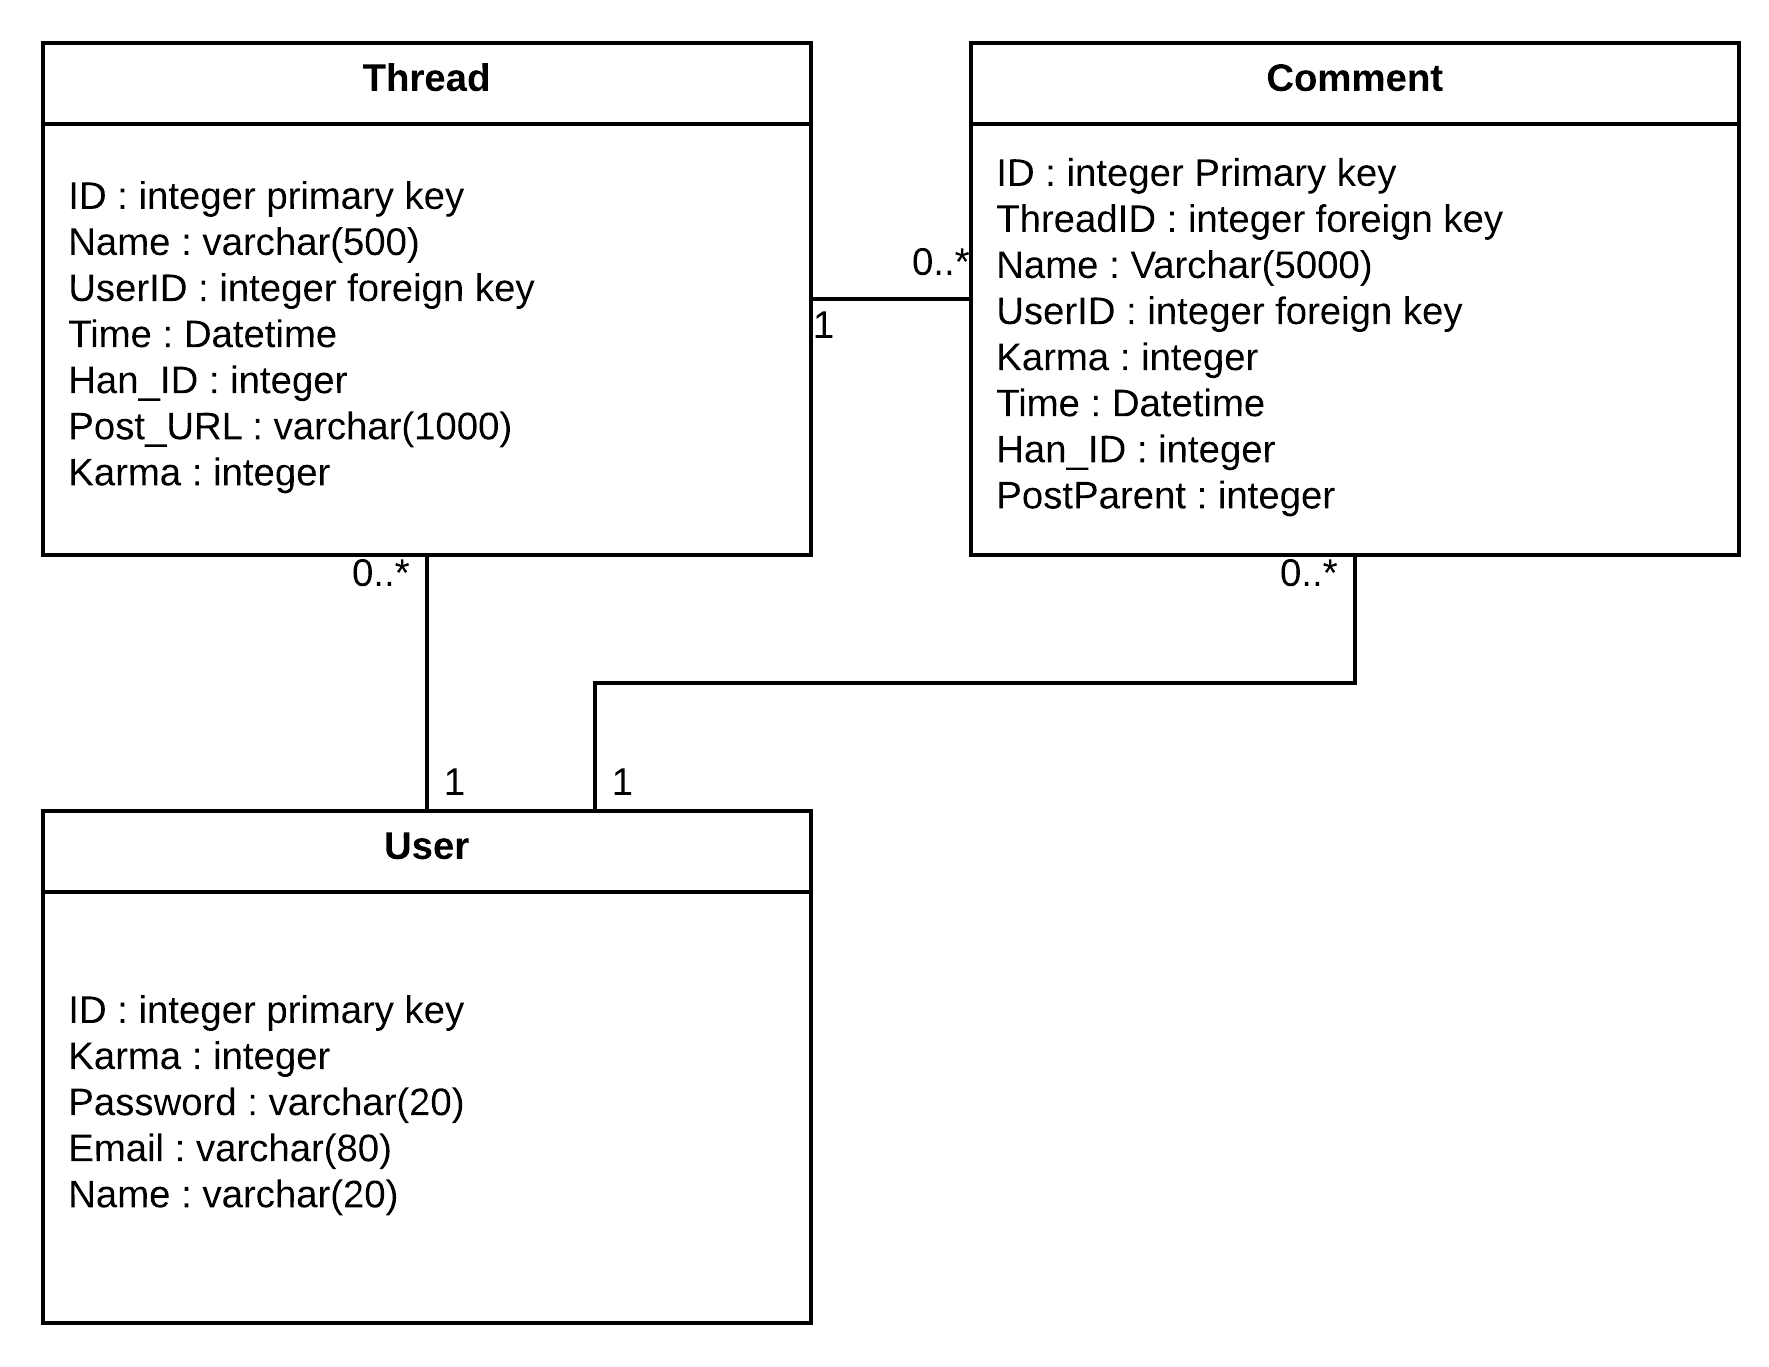 Thread
ID : integer primary key
Name : varchar(500)
UserID : integer foreign key
Time : Datetime
Han_ID : integer
Post_URL : varchar(1000)
Karma : integer
Comment
ID : integer Primary key
ThreadID : integer foreign key
Name : Varchar(5000)
UserID : integer foreign key
Karma : integer
Time : Datetime
Han_ID : integer
PostParent : integer
0..*
1
0..*
0..*
1
1
User
ID : integer primary key
Karma : integer
Password : varchar(20)
Email : varchar(80)
Name : varchar(20)